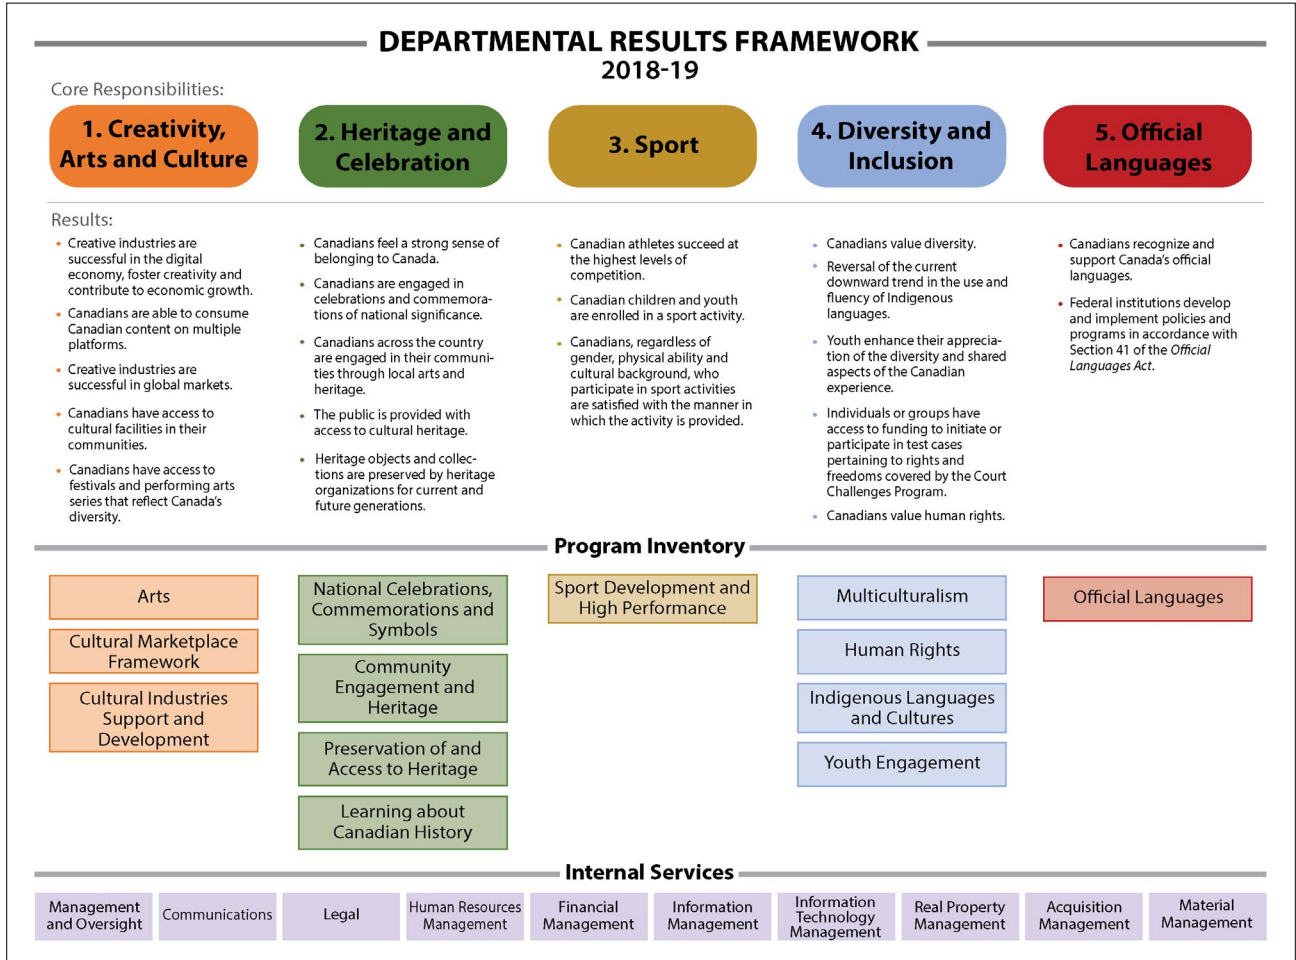 DEPARTMENTAL RESULTS FRAMEWORK
2018-19
Core Responsibilities:
1. Creativity,
Arts and Culture
2. Heritage and
Celebration
3. Sport
4. Diversity and
Inclusion
5. Official
Languages
Results:
• Creative industries are
successful in the digital
economy, foster creativity and
contribute to economic growth.
• Canadians are able to consume
Canadian content on multiple
platforms.
• Creative industries are
successful in global markets.
• Canadians have access to
cultural facilities in their
communities.
• Canadians have access to
festivals and performing arts
series that reflect Canada's
diversity.
• Canadians feel a strong sense of
belonging to Canada.
• Canadians are engaged in
celebrations and commemora-
tions of national significance.
• Canadians across the country
are engaged in their communi-
ties through local arts and
heritage.
• The public is provided with
access to cultural heritage.
• Heritage objects and collec-
tions are preserved by heritage
organizations for current and
future generations.
• Canadian athletes succeed at
the highest levels of
competition.
• Canadian children and youth
are enrolled in a sport activity.
• Canadians, regardless of
gender, physical ability and
cultural background, who
participate in sport activities
are satisfied with the manner in
which the activity is provided.
• Canadians value diversity.
• Reversal of the current
downward trend in the use and
fluency of Indigenous
languages.
• Youth enhance their apprecia-
tion of the diversity and shared
aspects of the Canadian
experience.
• Individuals or groups have
access to funding to initiate or
participate in test cases
pertaining to rights and
freedoms covered by the Court
Challenges Program.
• Canadians value human rights.
• Canadians recognize and
support Canada's official
languages.
• Federal institutions develop
and implement policies and
programs in accordance with
Section 41 of the Official
Languages Act.
Program Inventory
Arts
Cultural Marketplace
Framework
Cultural Industries
Support and
Development
National Celebrations,
Commemorations and
Symbols
Community
Engagement and
Heritage
Preservation of and
Access to Heritage
Learning about
Canadian History
Sport Development and
High Performance
Multiculturalism
Human Rights
Indigenous Languages
and Cultures
Youth Engagement
Official Languages
Internal Services
Management
and Oversight
Communications
Legal
Human Resources
Management
Financial
Management
Information
Management
Information
Technology
Management
Real Property
Management
Acquisition
Management
Material
Management